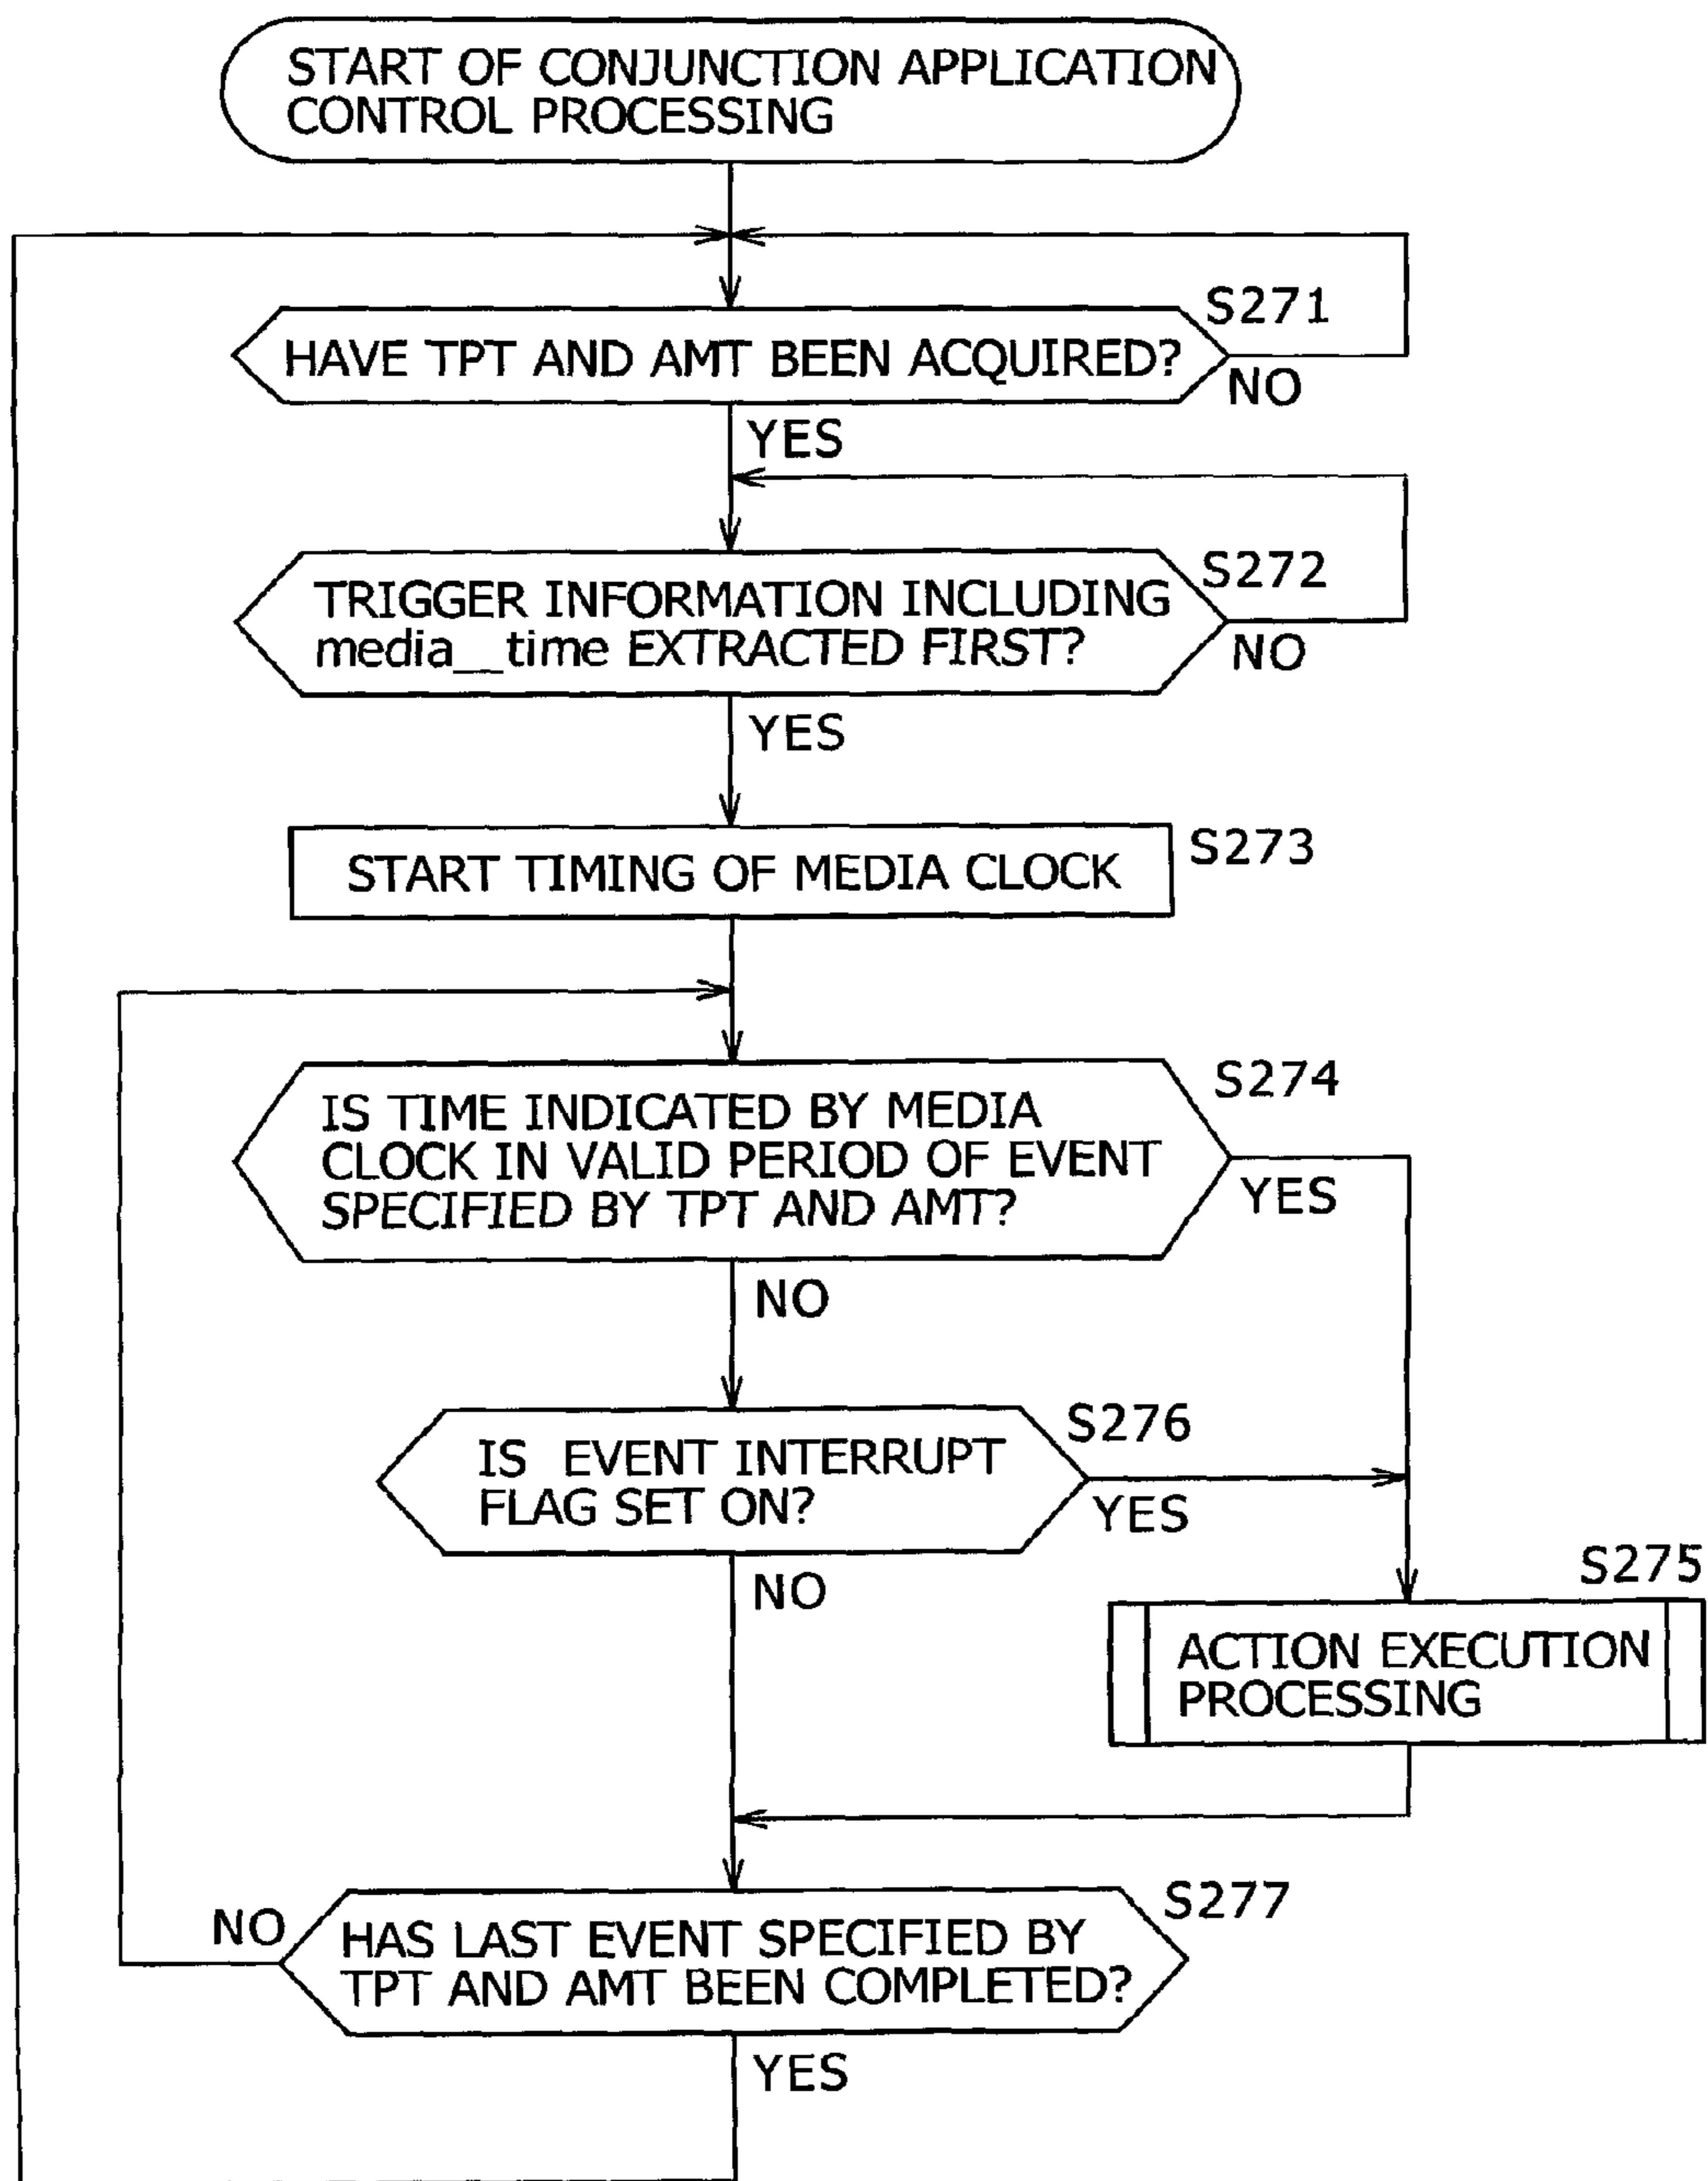 START OF CONJUNCTION APPLICATION
CONTROL PROCESSING
S271
HAVE TPT AND AMT BEEN ACQUIRED?
NO
YES
S272
TRIGGER INFORMATION INCLUDING
media__time EXTRACTED FIRST?
NO
YES
S273
START TIMING OF MEDIA CLOCK
S274
IS TIME INDICATED BY MEDIA
CLOCK IN VALID PERIOD OF EVENT
SPECIFIED BY TPT AND AMT?
YES
NO
S276
IS EVENT INTERRUPT
FLAG SET ON?
YES
NO
S275
ACTION EXECUTION
PROCESSING
S277
NO
HAS LAST EVENT SPECIFIED BY
TPT AND AMT BEEN COMPLETED?
YES